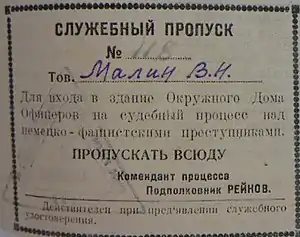 СЛУЖЕБНЫЙ ПРОПУСК
№ 118
Тов. Малин В.Н.
Для входа в здание Окружного Дома
Офицеров на судебный процесс над
немецко-фашистскими преступниками.
ПРОПУСКАТЬ ВСЮДУ
Комендант процесса
Подполковник РЕЙНОВ.
Действителен при предъявлении служебного
удостоверения.